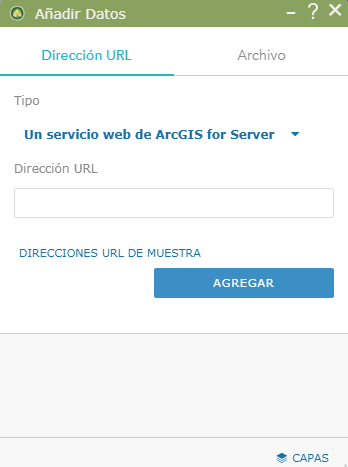 Añadir Datos
Dirección URL Archivo
Tipo
Un servicio web de ArcGIS for Server
Dirección URL
DIRECCIONES URL DE MUESTRA
AGREGAR
CAPAS